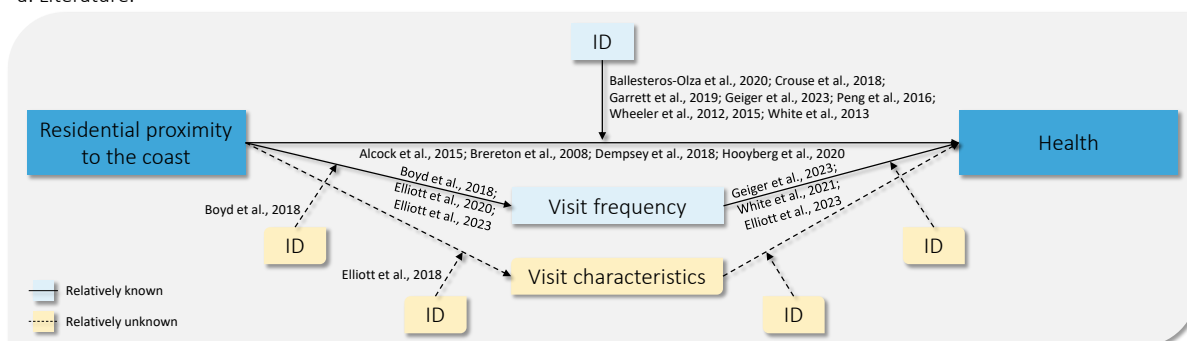 a. Literature:
ID
Ballesteros-Olza et al., 2020; Crouse et al., 2018;
Garrett et al., 2019; Geiger et al., 2023; Peng et al., 2016;
Wheeler et al., 2012, 2015; White et al., 2013
Residential proximity
to the coast
Health
Alcock et al., 2015; Brereton et al., 2008; Dempsey et al., 2018; Hooyberg et al., 2020
Boyd et al., 2018;
Elliott et al., 2020;
Elliott et al., 2023
Visit frequency
Geiger et al., 2023;
White et al., 2021;
Elliott et al., 2023
Boyd et al., 2018
ID
ID
Elliott et al., 2018
Visit characteristics
ID
ID
Relatively known
Relatively unknown